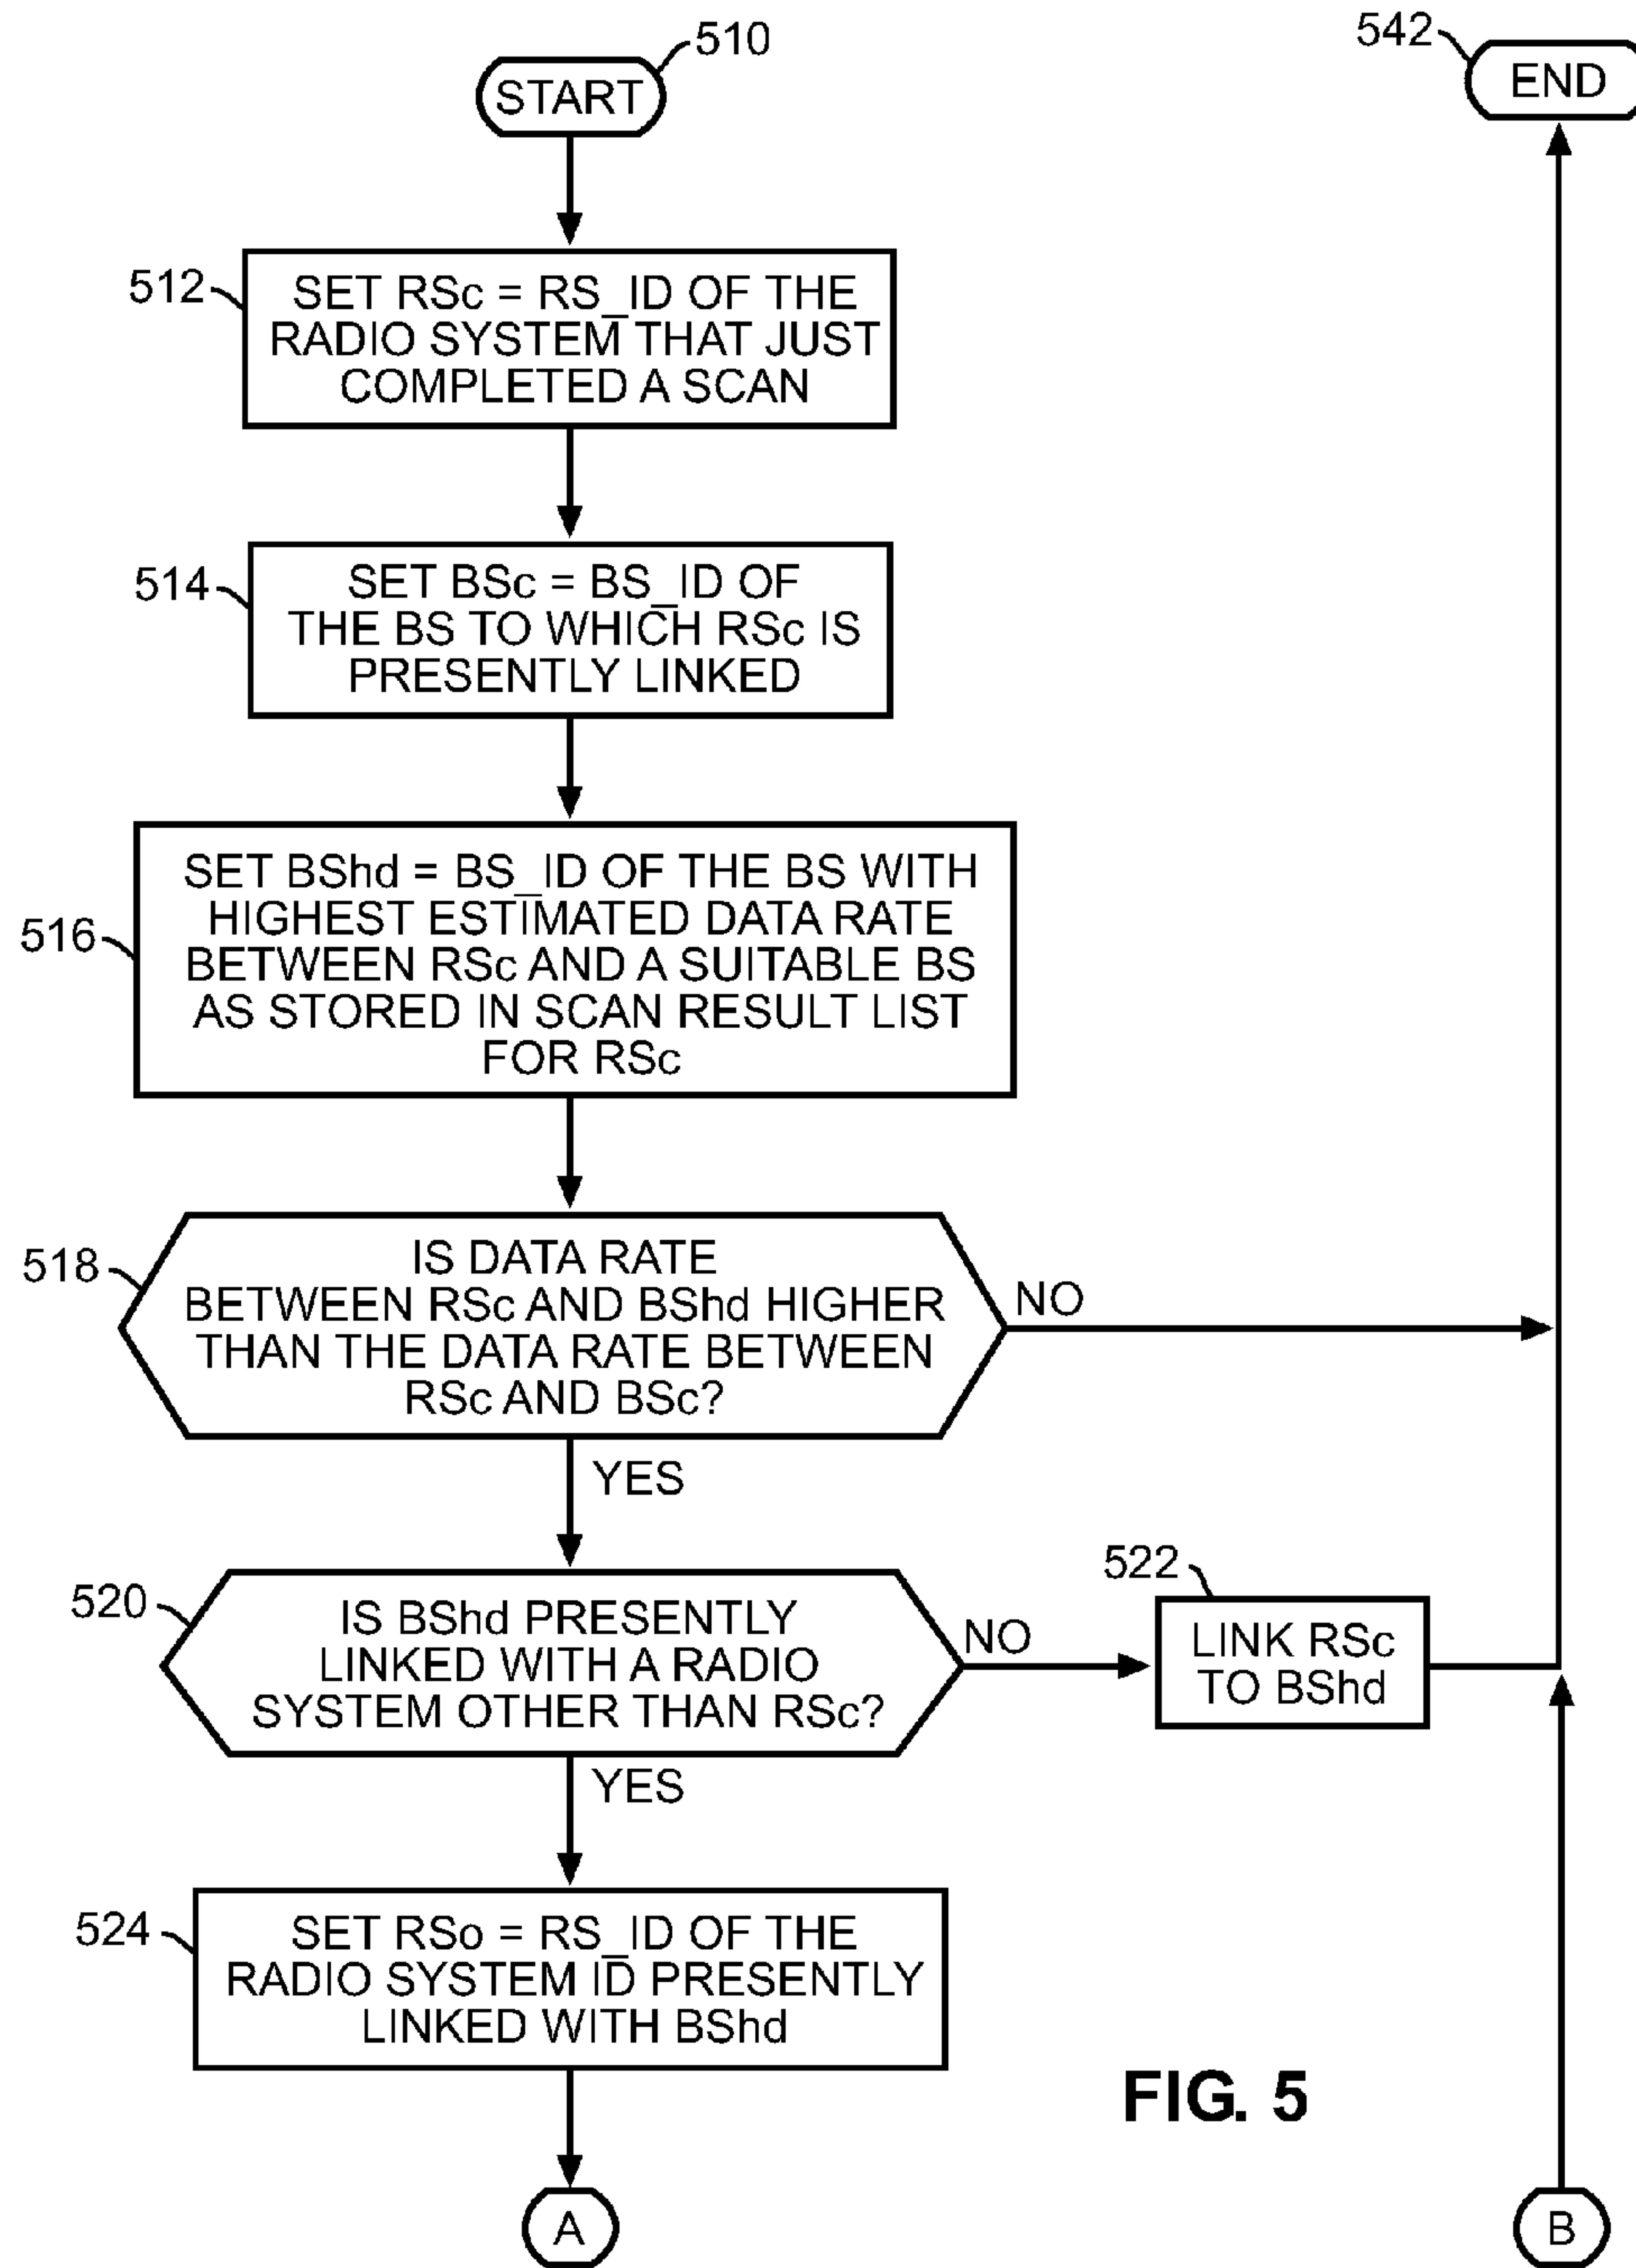 510
START
542
END
512
SET RSc = RS_ID OF THE
RADIO SYSTEM THAT JUST
COMPLETED A SCAN
514
SET BSc = BS_ID OF
THE BS TO WHICH RSc IS
PRESENTLY LINKED
516
SET BShd = BS_ID OF THE BS WITH
HIGHEST ESTIMATED DATA RATE
BETWEEN RSc AND A SUITABLE BS
AS STORED IN SCAN RESULT LIST
FOR RSc
518
IS DATA RATE
BETWEEN RSc AND BShd HIGHER
THAN THE DATA RATE BETWEEN
RSc AND BSc?
NO
YES
520
IS BShd PRESENTLY
LINKED WITH A RADIO
SYSTEM OTHER THAN RSc?
NO
522
LINK RSc
TO BShd
YES
524
SET RSo = RS_ID OF THE
RADIO SYSTEM ID PRESENTLY
LINKED WITH BShd
FIG. 5
A
B